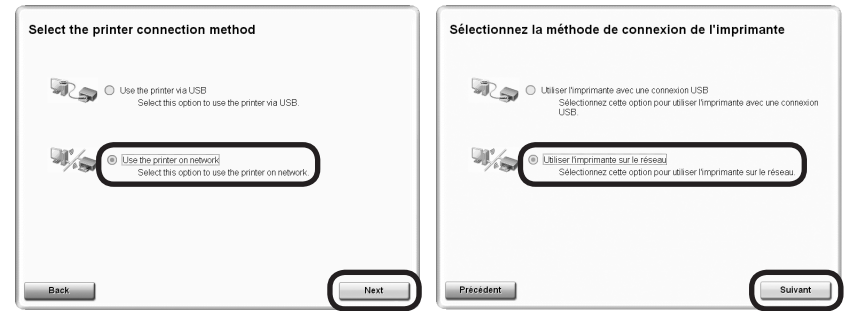 Select the printer connection method
Use the printer via USB
Select this option to use the printer via USB.
Use the printer on network
Select this option to use the printer on network.
Back
Next
Sélectionnez la méthode de connexion de l'imprimante
Utiliser l'imprimante avec une connexion USB
Sélectionnez cette option pour utiliser l'imprimante avec une connexion
USB.
Utiliser l'imprimante sur le réseau
Sélectionnez cette option pour utiliser l'imprimante sur le réseau.
Précédent
Suivant